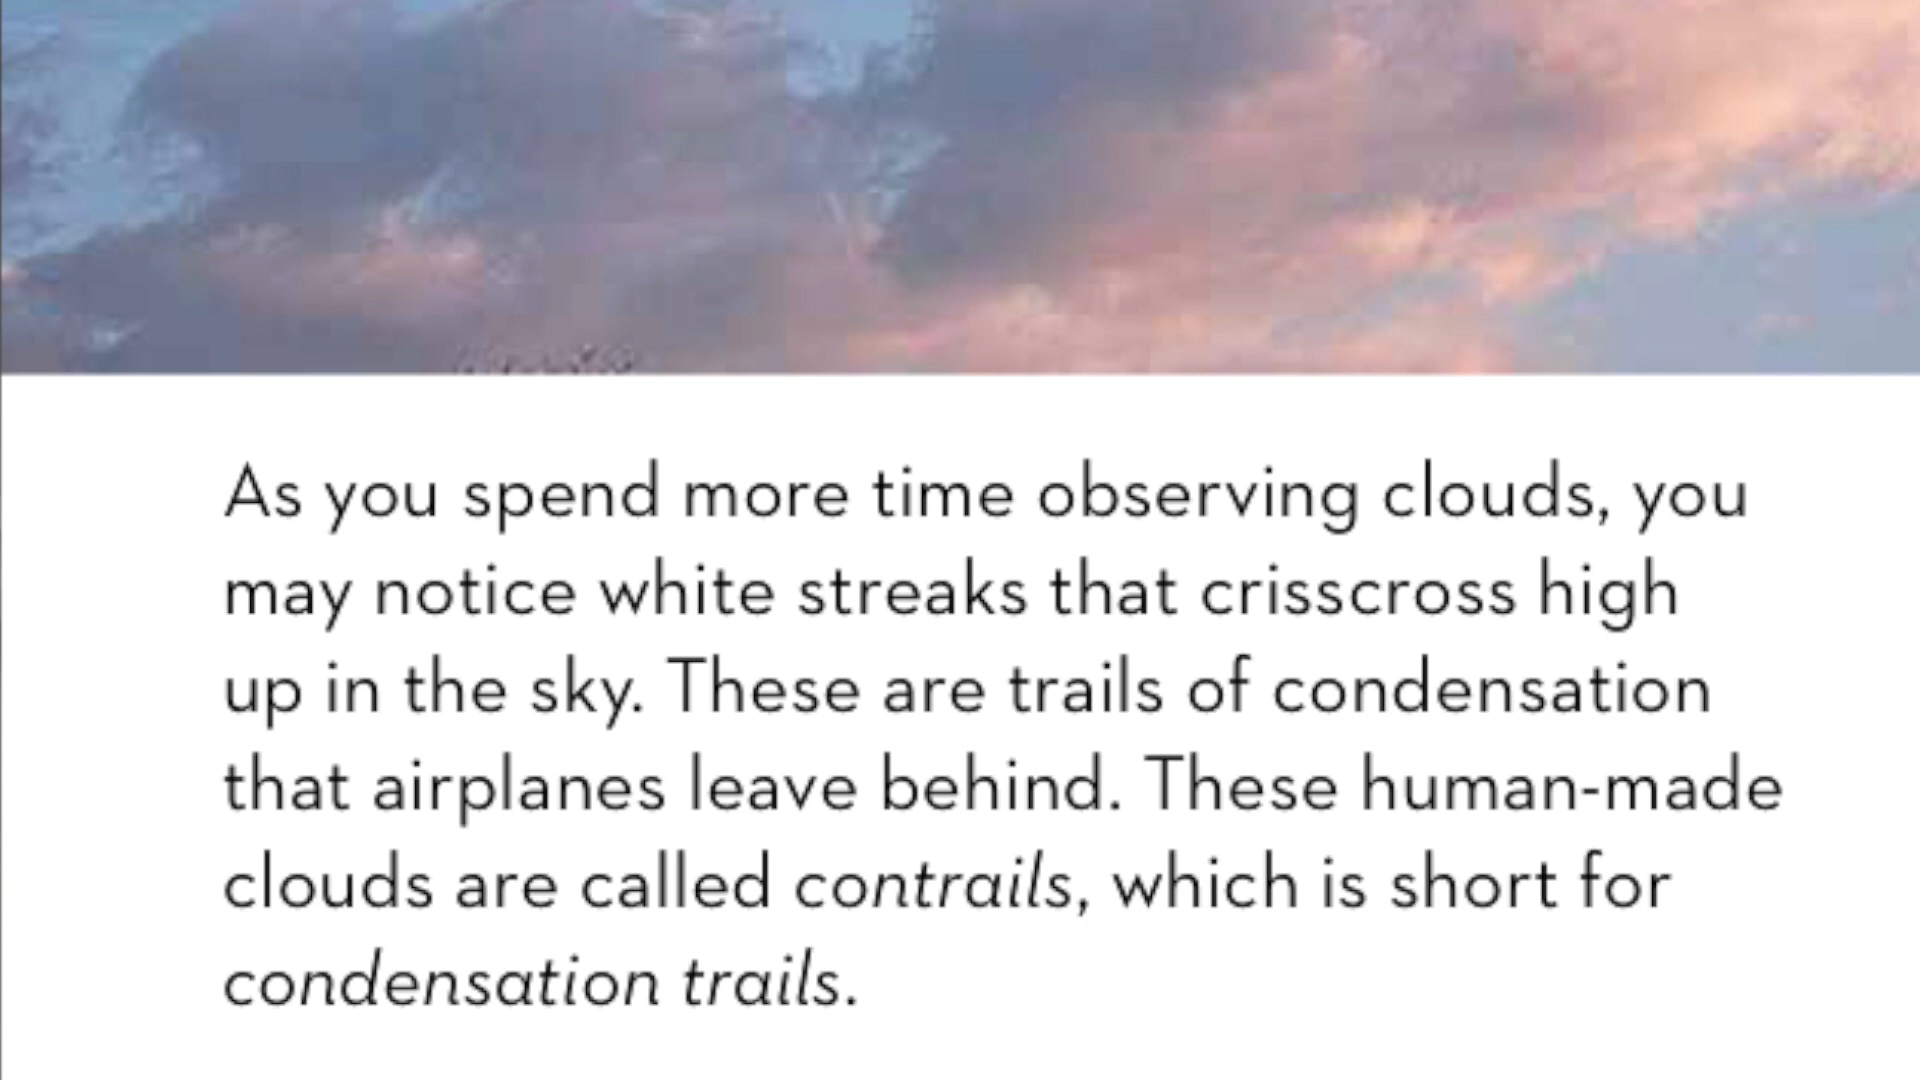 As you spend more time observing clouds, you
may notice white streaks that crisscross high
up in the sky. These are trails of condensation
that airplanes leave behind. These human-made
clouds are called contrails, which is short for
condensation trails.